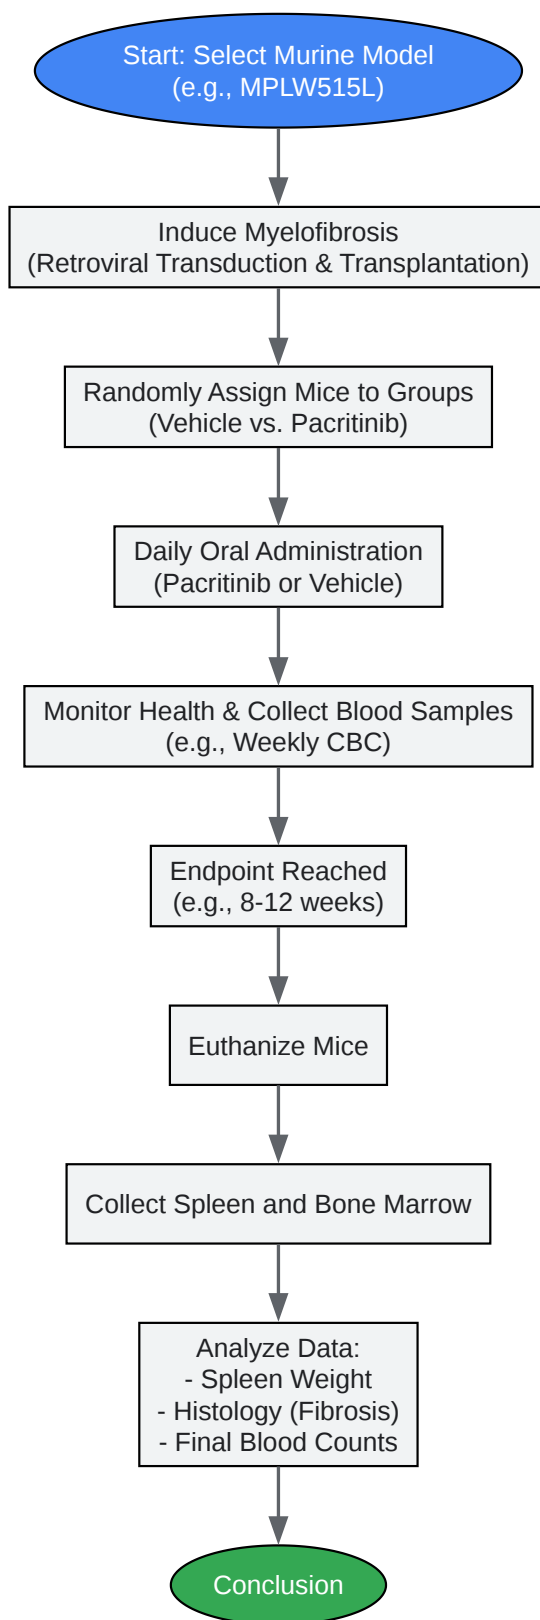 Start: Select Murine Model
(e.g., MPLW515L)
Induce Myelofibrosis
(Retroviral Transduction & Transplantation)
Randomly Assign Mice to Groups
(Vehicle vs. Pacritinib)
Daily Oral Administration
(Pacritinib or Vehicle)
Monitor Health & Collect Blood Samples
(e.g., Weekly CBC)
Endpoint Reached
(e.g., 8-12 weeks)
Euthanize Mice
Collect Spleen and Bone Marrow
Analyze Data:
- Spleen Weight
- Histology (Fibrosis)
- Final Blood Counts
Conclusion